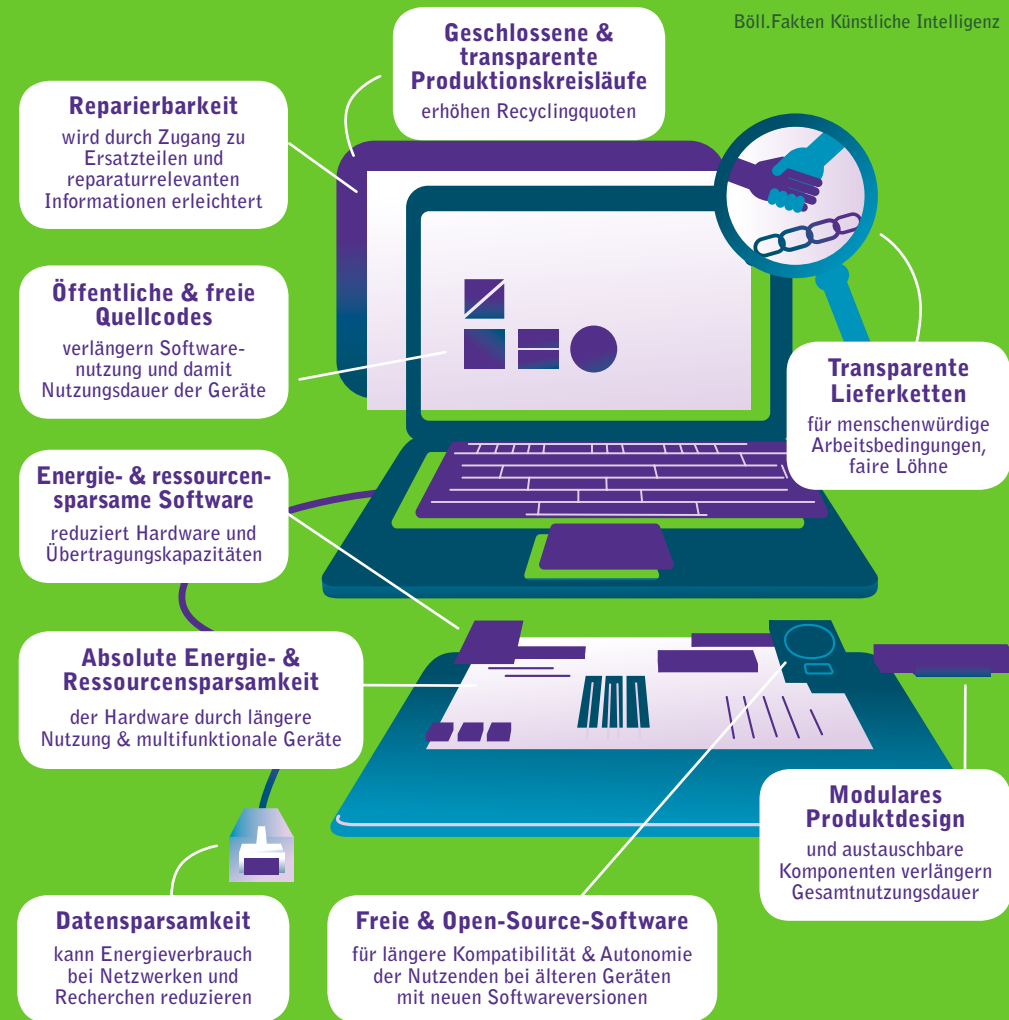 Böll.Fakten Künstliche Intelligenz
Geschlossene &
transparente
Produktionskreisläufe
erhöhen Recyclingquoten
Reparierbarkeit
wird durch Zugang zu
Ersatzteilen und
reparaturrelevanten
Informationen erleichtert
Öffentliche & freie
Quellcodes
verlängern Software-
nutzung und damit
Nutzungsdauer der Geräte
Transparente
Lieferketten
für menschenwürdige
Arbeitsbedingungen,
faire Löhne
Energie- & ressourcen-
sparsame Software
reduziert Hardware und
Übertragungskapazitäten
Absolute Energie- &
Ressourcensparsamkeit
der Hardware durch längere
Nutzung & multifunktionale Geräte
Modulares
Produktdesign
und austauschbare
Komponenten verlängern
Gesamtnutzungsdauer
Datensparsamkeit
kann Energieverbrauch
bei Netzwerken und
Recherchen reduzieren
Freie & Open-Source-Software
für längere Kompatibilität & Autonomie
der Nutzenden bei älteren Geräten
mit neuen Softwareversionen